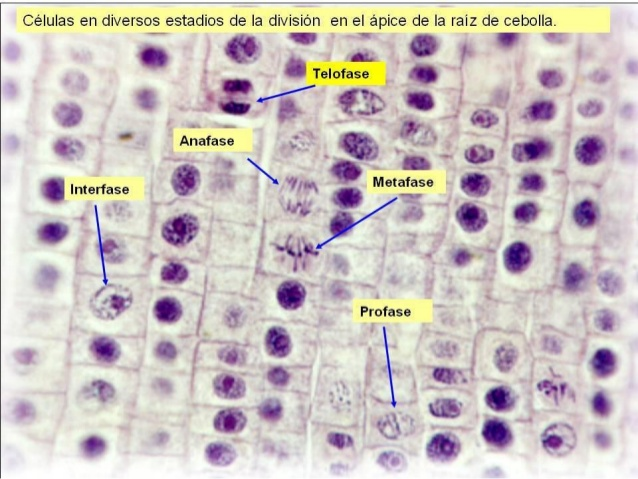 Células en diversos estadios de la división en el ápice de la raíz de cebolla.
Telofase
Anafase
Metafase
Interfase
Profase